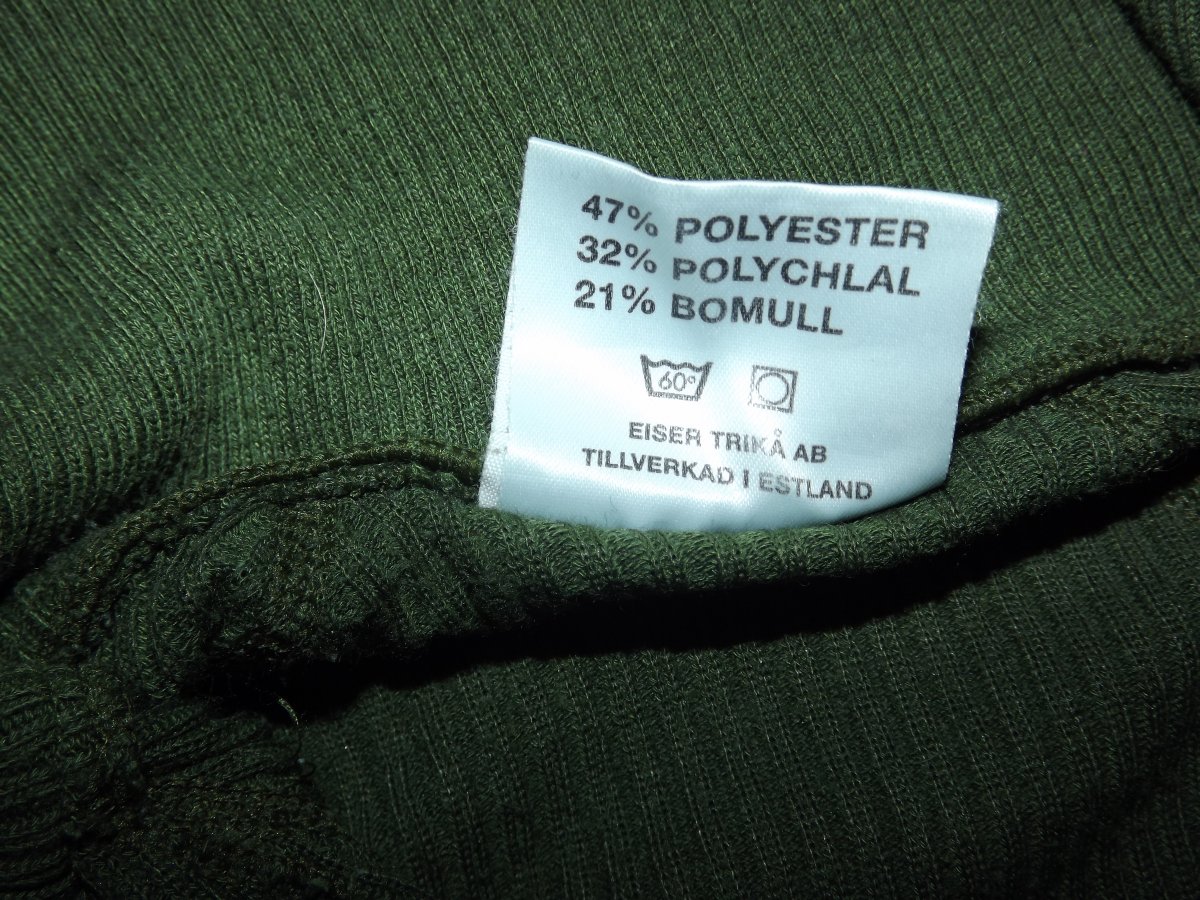 47% POLYESTER
32% POLYCHLAL
21% BOMULL
60°
EISER TRIKÅ AB
TILLVERKAD I ESTLAND